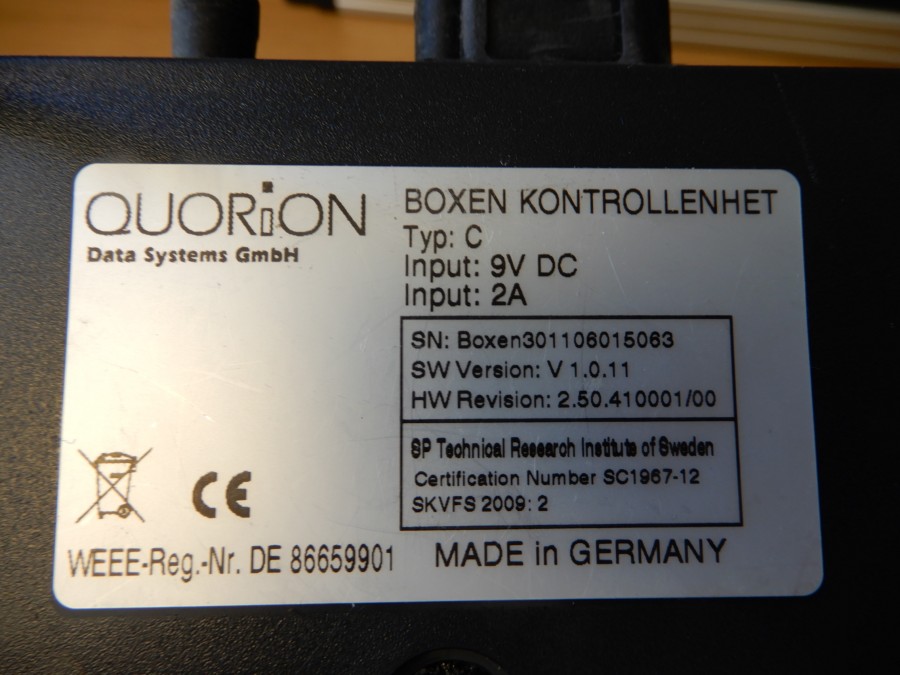 QUORiON
Data Systems GmbH
BOXEN KONTROLLENHET
Typ: C
Input: 9V DC
Input: 2A
SN: Boxen301106015063
SW Version: V 1.0.11
HW Revision: 2.50.410001/00
SP Technical Research Institute of Sweden
Certification Number SC1967-12
SKVFS 2009: 2
CE
WEEE-Reg.-Nr. DE 86659901
MADE in GERMANY